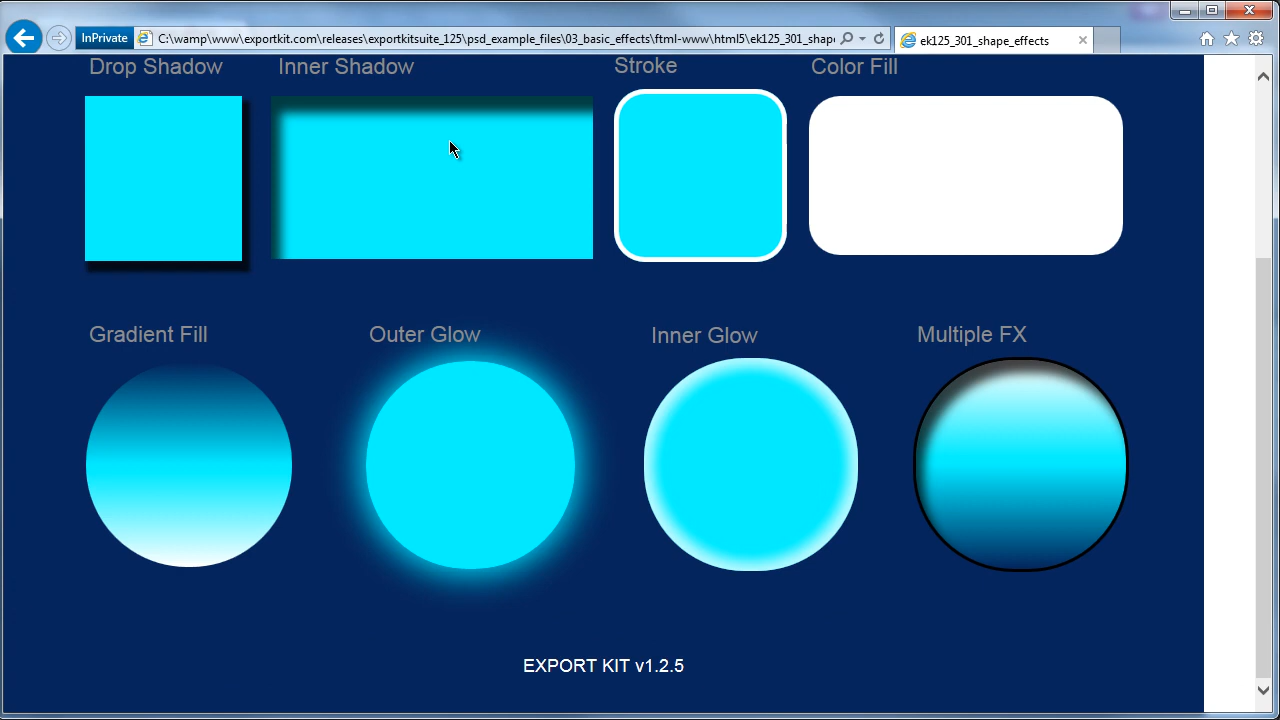 InPrivate
C:\wamp\www\exportkit.com\releases\exportkitsuite_125\psd_example_files\03_basic_effects\ftml-www\html5\ek125_301_shap
ek125_301_shape_effects
Drop Shadow Inner Shadow Stroke Color Fill
Gradient Fill Outer Glow Inner Glow Multiple FX
EXPORT KIT v1.2.5